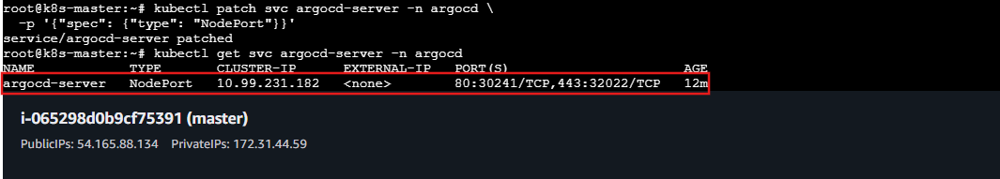 root@k8s-master:~# kubectl patch svc argocd-server -n argocd \
  -p '{"spec": {"type": "NodePort"}}'
service/argocd-server patched
root@k8s-master:~# kubectl get svc argocd-server -n argocd
NAME            TYPE       CLUSTER-IP      EXTERNAL-IP   PORT(S)                      AGE
argocd-server   NodePort   10.99.231.182   <none>        80:30241/TCP,443:32022/TCP   12m
i-065298d0b9cf75391 (master)
PublicIPs: 54.165.88.134    PrivateIPs: 172.31.44.59